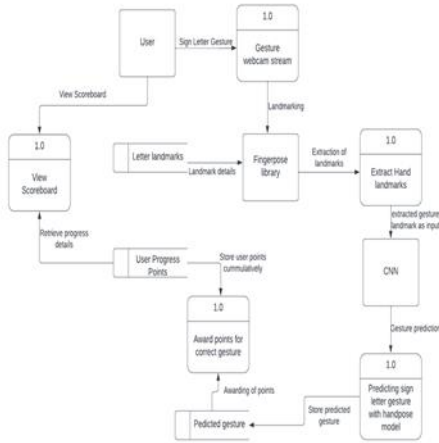 1.0
User
Sign Letter Gesture
Gesture
webcam stream
View Scoreboard
Landmarking
1.0
View
Scoreboard
Letter landmarks
Landmark details
Fingerpose
library
Extraction of
landmarks
1.0
Extract Hand
landmarks
Retrieve progress
details
User Progress
Points
Store user points
cummulatively
extracted gesture
landmark as input
CNN
1.0
Award points for
correct gesture
Gesture prediction
1.0
Predicting sign
letter gesture
with handpose
model
Awarding of points
Store predicted
gesture
Pedicted gesture